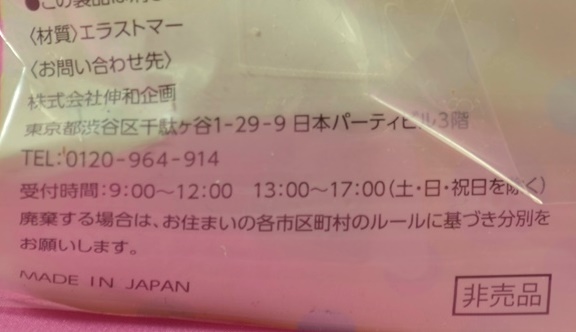 ●この製品は
〈材質〉エラストマー
〈お問い合わせ先〉
株式会社伸和企画
東京都渋谷区千駄ヶ谷1-29-9 日本パーティビル3階
TEL:0120-964-914
受付時間:9:00〜12:00 13:00〜17:00(土・日・祝日を除く)
廃棄する場合は、お住まいの各市区町村のルールに基づき分別を
お願いします。
MADE IN JAPAN
非売品